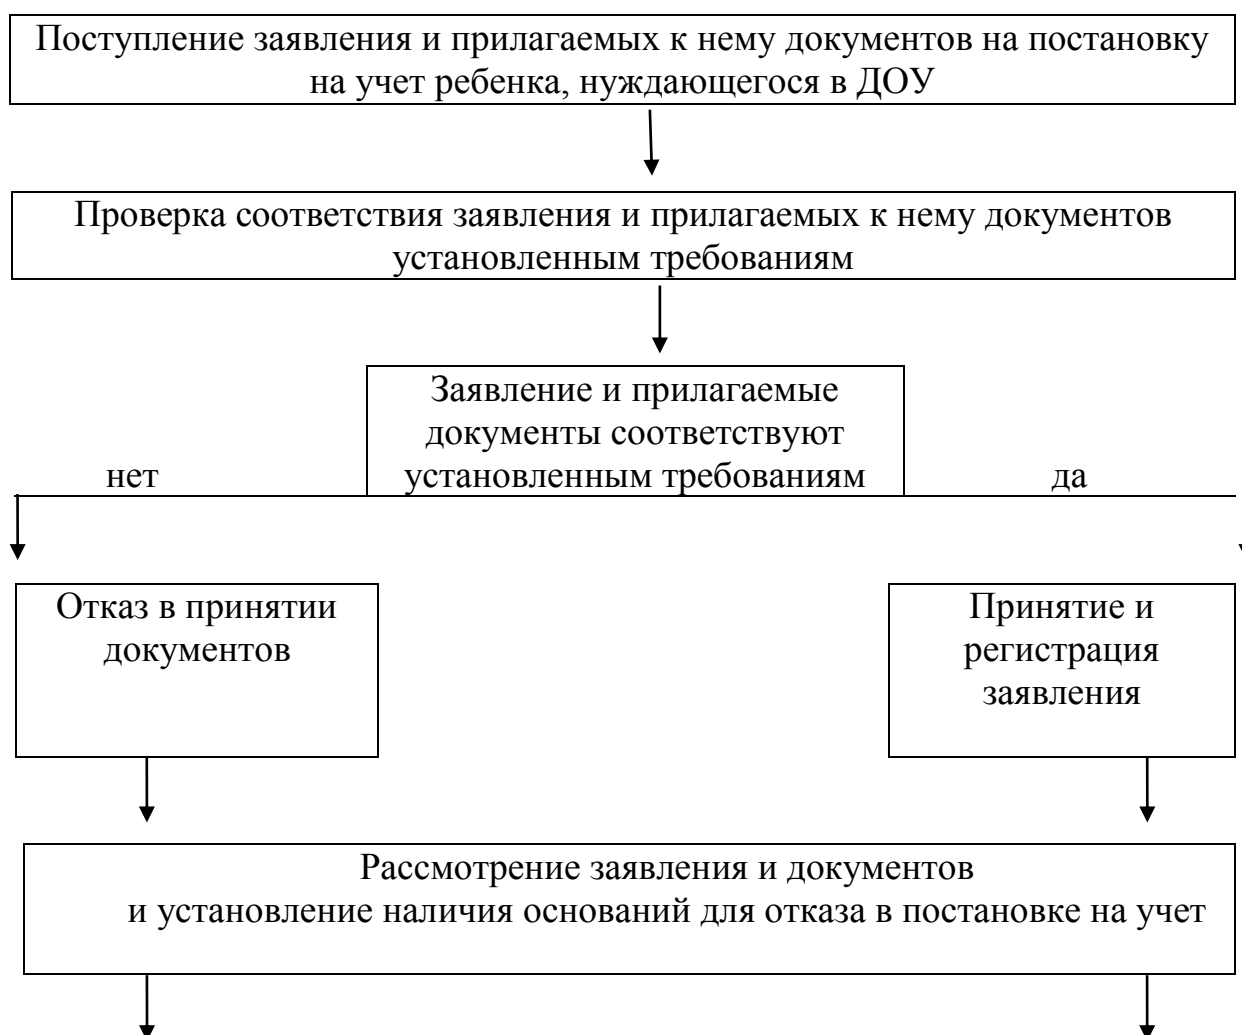 Поступление заявления и прилагаемых к нему документов на постановку
на учет ребенка, нуждающегося в ДОУ
Проверка соответствия заявления и прилагаемых к нему документов
установленным требованиям
Заявление и прилагаемые
документы соответствуют
установленным требованиям
нет
да
Отказ в принятии
документов
Принятие и
регистрация
заявления
Рассмотрение заявления и документов
и установление наличия оснований для отказа в постановке на учет